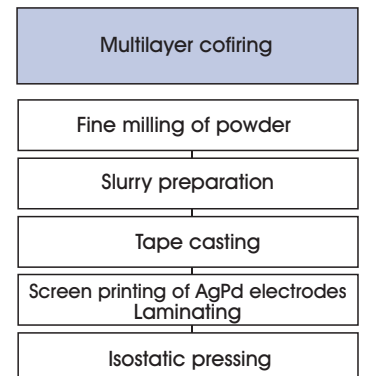 Multilayer cofiring
Fine milling of powder
Slurry preparation
Tape casting
Screen printing of AgPd electrodes
Laminating
Isostatic pressing